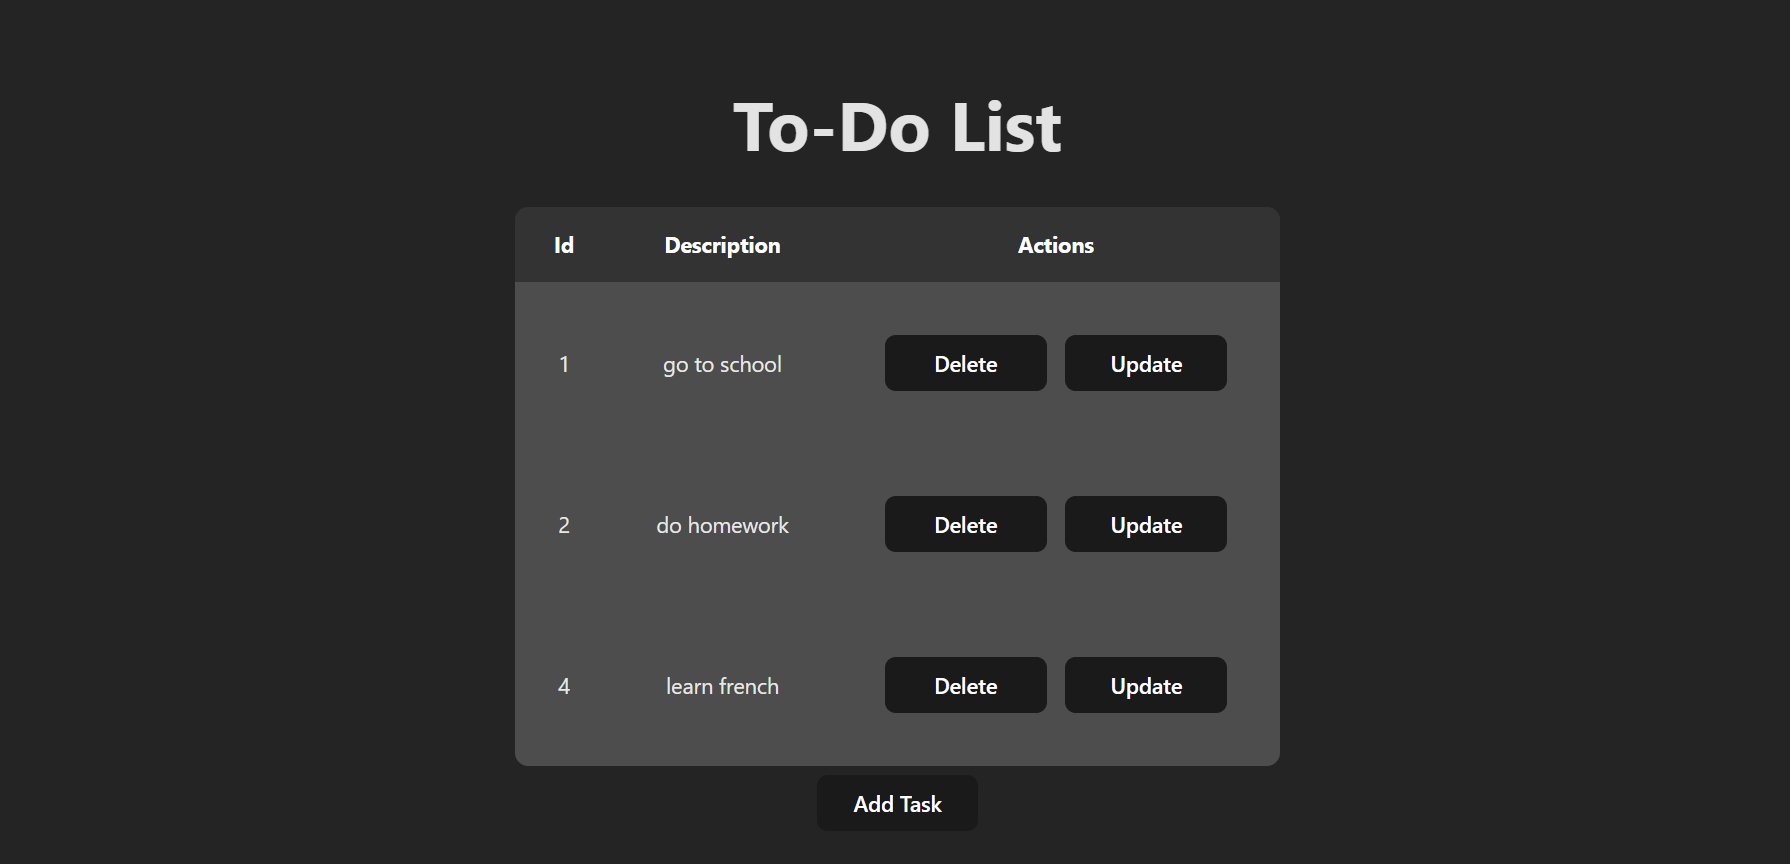 To-Do List
Id Description Actions
1 go to school Delete Update
2 do homework Delete Update
4 learn french Delete Update
Add Task